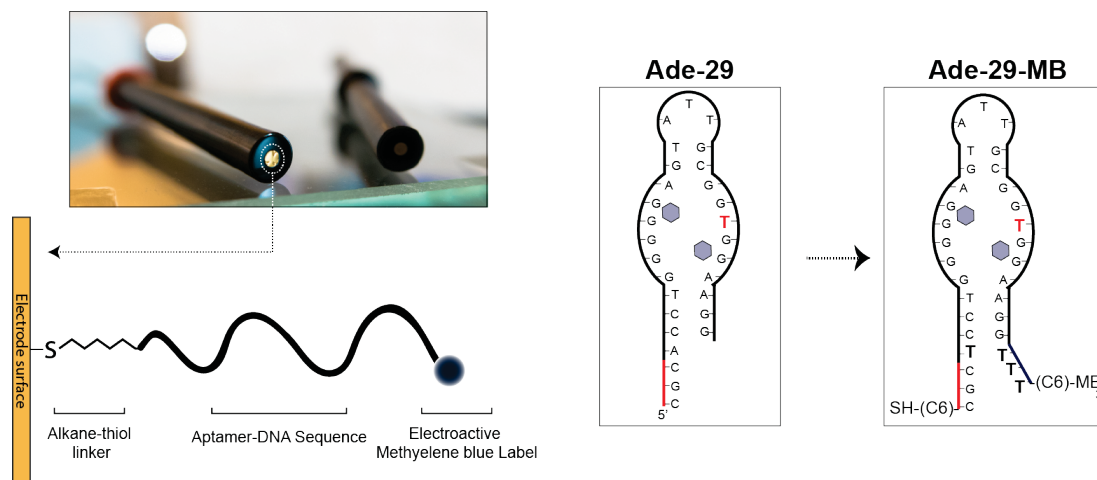 Electrode surface
S
Alkane-thiol
linker
Aptamer-DNA Sequence
Electroactive
Methyelene blue Label
Ade-29
T
A T
T G
G C
A G
G G
G T
G G
G G
G A
T A
C G
C G
A
C
G
C
5'
Ade-29-MB
T
A T
T G
G C
A G
G G
G T
G G
G G
G A
T A
C G
C G
T T
C T
G T
C
SH-(C6)
-(C6)-MB